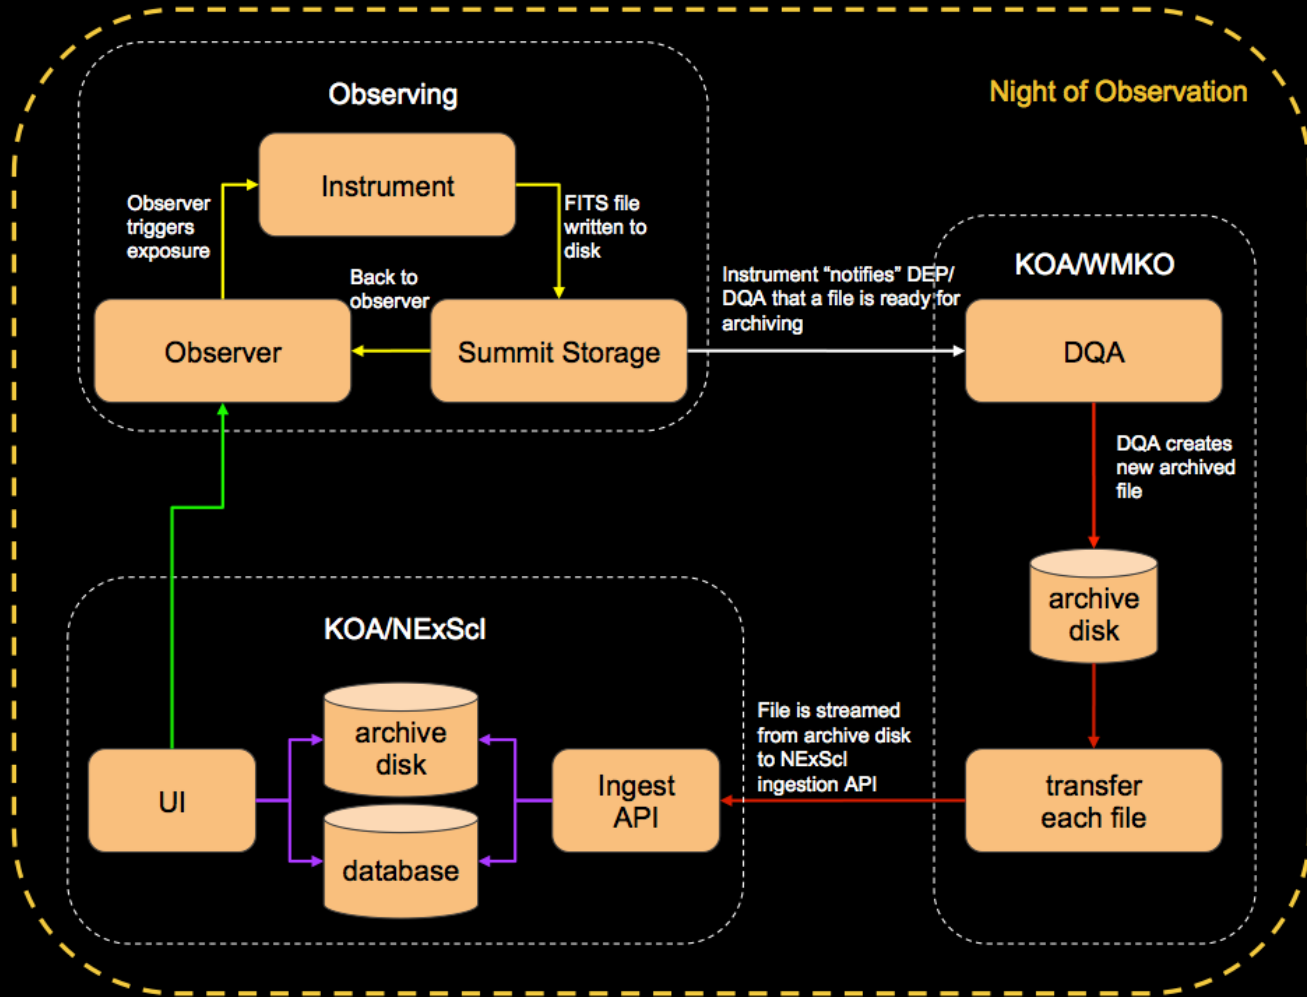 Night of Observation
Observing
Instrument
Observer
triggers
exposure
FITS file
written to
disk
Back to
observer
Observer
Summit Storage
Instrument “notifies” DEP/
DQA that a file is ready for
archiving
KOA/WMKO
DQA
DQA creates
new archived
file
archive
disk
transfer
each file
File is streamed
from archive disk
to NExScI
ingestion API
KOA/NExScI
archive
disk
database
Ingest
API
UI